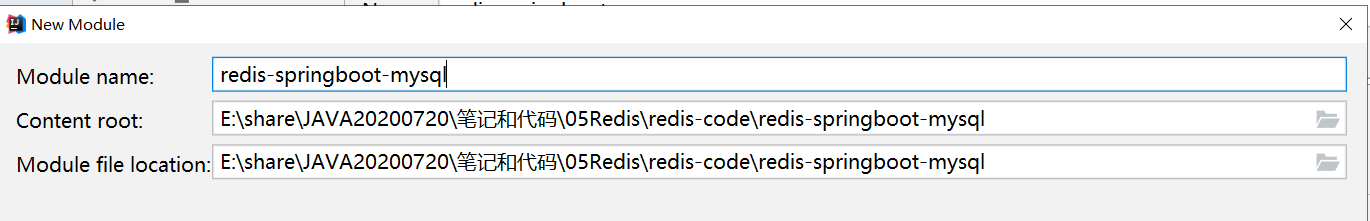 New Module
Module name: redis-springboot-mysql
Content root: E:\share\JAVA20200720\笔记和代码\05Redis\redis-code\redis-springboot-mysql
Module file location: E:\share\JAVA20200720\笔记和代码\05Redis\redis-code\redis-springboot-mysql